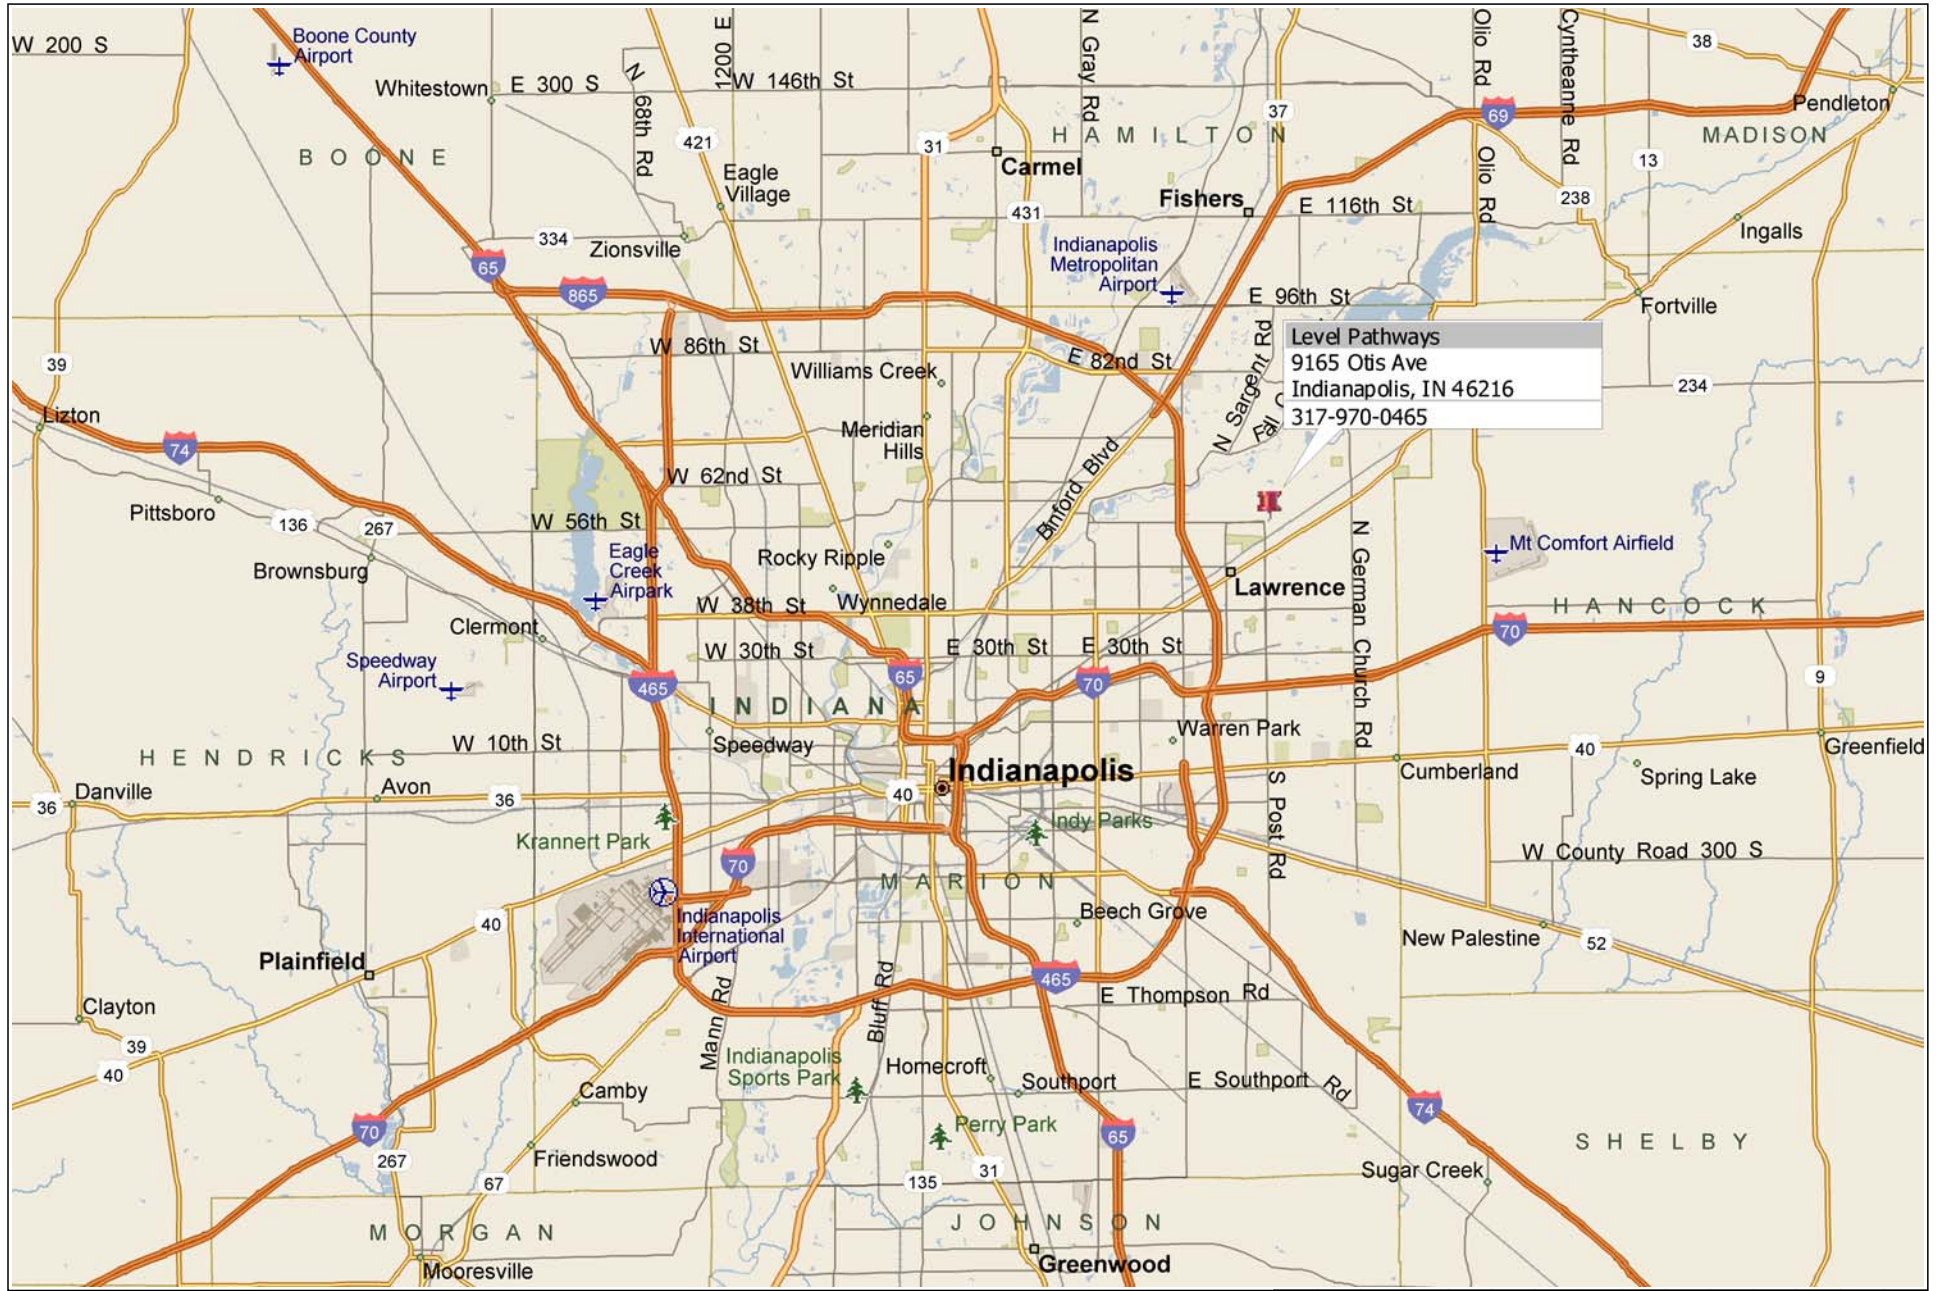 W 200 S
Boone County
Airport
Whitestown
E 300 S
N 68th Rd
1200 E
W 146th St
N Gray Rd
Olio Rd
Cyntheanne Rd
38
Pendleton
69
37
421
31
HAMILTON
MADISON
BOONE
13
Carmel
Eagle
Village
Olio Rd
238
Fishers
E 116th St
431
334
Zionsville
Indianapolis
Metropolitan
Airport
Ingalls
65
865
E 96th St
Fortville
N Sargent Rd
Level Pathways
9165 Otis Ave
Indianapolis, IN 46216
317-970-0465
W 86th St
E 82nd St
39
Williams Creek
234
Lizton
Meridian
Hills
Fall
74
W 62nd St
Binford Blvd
Pittsboro
136
267
W 56th St
N German Church Rd
Mt Comfort Airfield
Eagle
Creek
Airpark
Rocky Ripple
Brownsburg
Lawrence
W 38th St
Wynnedale
HANCOCK
Clermont
70
W 30th St
E 30th St
E 30th St
Speedway
Airport
465
65
70
9
INDIANA
Warren Park
W 10th St
Speedway
HENDRICKS
40
Greenfield
Indianapolis
Cumberland
Spring Lake
S Post Rd
Danville
Avon
36
36
40
Krannert Park
Indy Parks
W County Road 300 S
70
MARION
Indianapolis
International
Airport
Beech Grove
40
New Palestine
52
Plainfield
465
E Thompson Rd
Clayton
Mann Rd
Bluff Rd
39
40
Indianapolis
Sports Park
Homecroft
Southport
E Southport Rd
Camby
74
70
Perry Park
65
SHELBY
267
Friendswood
31
Sugar Creek
67
135
MORGAN
JOHNSON
Mooresville
Greenwood